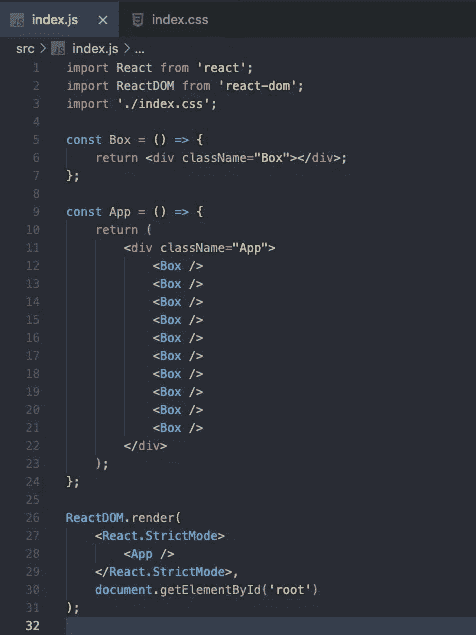 JS index.js × index.css
src > JS index.js > ...
1 import React from 'react';
2 import ReactDOM from 'react-dom';
3 import './index.css';
4
5 const Box = () => {
6     return <div className="Box"></div>;
7 };
8
9 const App = () => {
10     return (
11         <div className="App">
12             <Box />
13             <Box />
14             <Box />
15             <Box />
16             <Box />
17             <Box />
18             <Box />
19             <Box />
20             <Box />
21             <Box />
22         </div>
23     );
24 };
25
26 ReactDOM.render(
27     <React.StrictMode>
28         <App />
29     </React.StrictMode>,
30     document.getElementById('root')
31 );
32